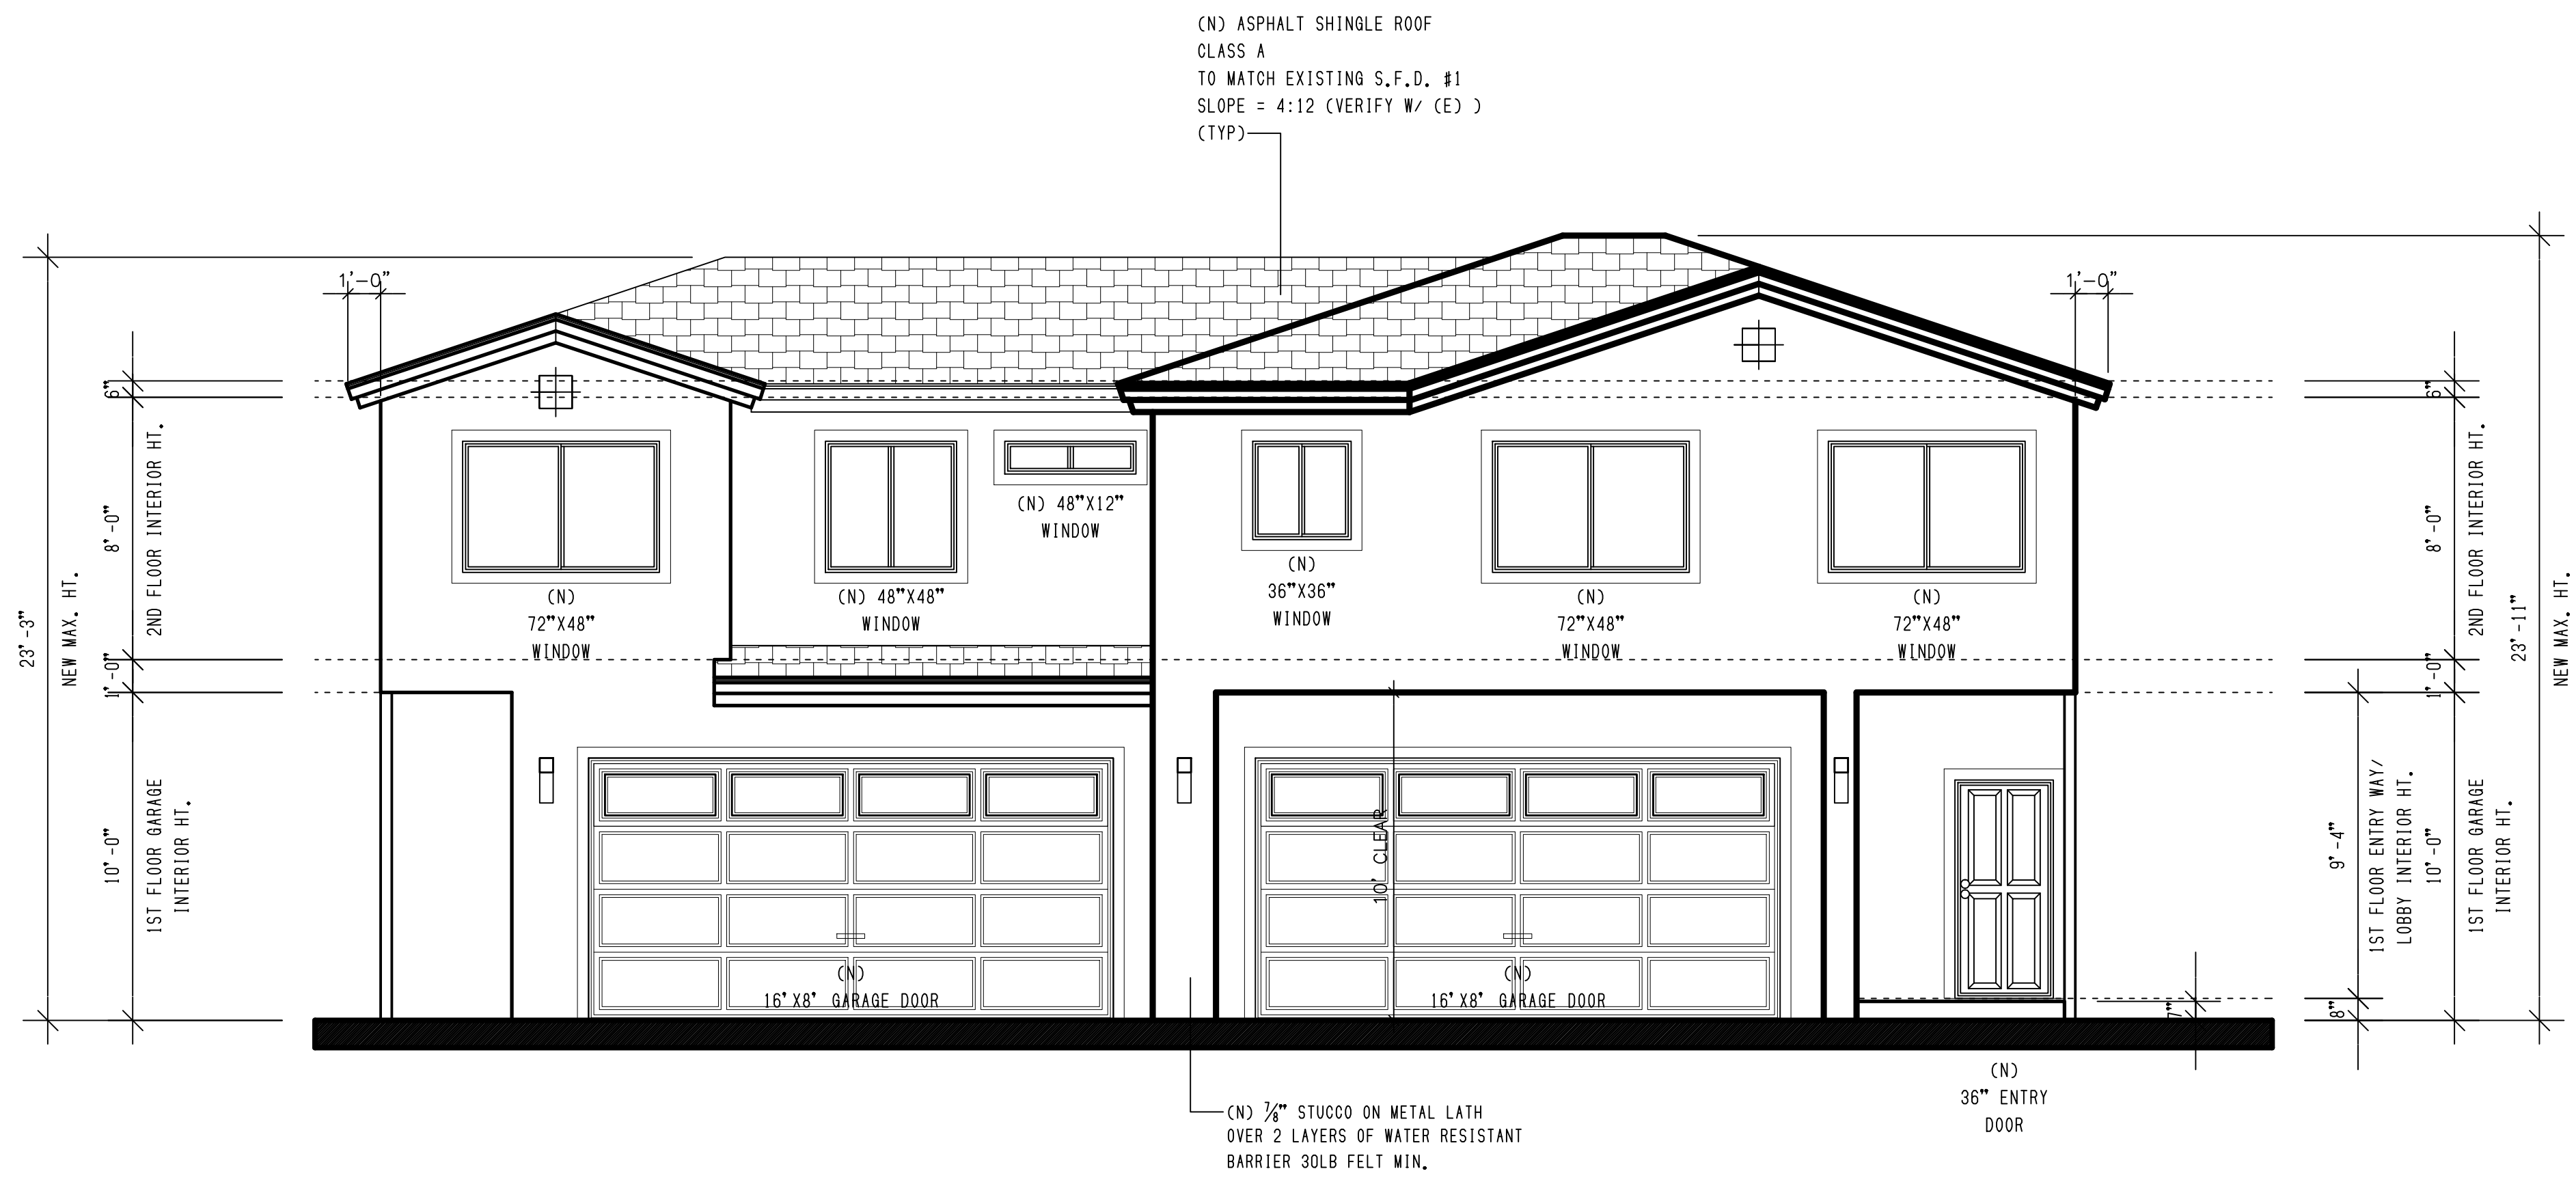 (N) ASPHALT SHINGLE ROOF
CLASS A
TO MATCH EXISTING S.F.D. #1
SLOPE = 4:12 (VERIFY W/ (E) )
(TYP)
1'-0"
1'-0"
23'-3"
NEW MAX. HT.
6"
8'-0"
2ND FLOOR INTERIOR HT.
1'-0"
10'-0"
1ST FLOOR GARAGE
INTERIOR HT.
(N)
72"X48"
WINDOW
(N) 48"X48"
WINDOW
(N) 48"X12"
WINDOW
(N)
36"X36"
WINDOW
(N)
72"X48"
WINDOW
(N)
72"X48"
WINDOW
10' CLEAR
(N)
16'X8' GARAGE DOOR
(N)
16'X8' GARAGE DOOR
6"
8'-0"
2ND FLOOR INTERIOR HT.
1'-0"
23'-11"
NEW MAX. HT.
9'-4"
1ST FLOOR ENTRY WAY/
LOBBY INTERIOR HT.
10'-0"
1ST FLOOR GARAGE
INTERIOR HT.
7"
8"
(N)
36" ENTRY
DOOR
(N) ⅞" STUCCO ON METAL LATH
OVER 2 LAYERS OF WATER RESISTANT
BARRIER 30LB FELT MIN.